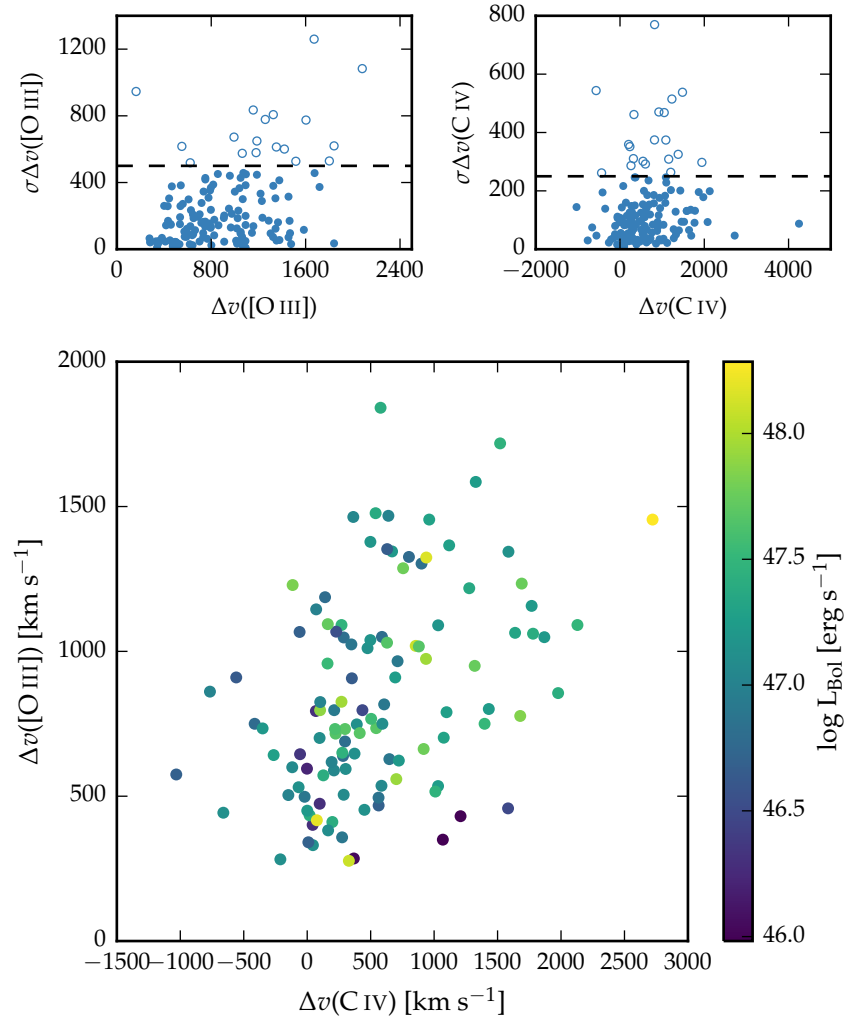 1200
800
400
0
σΔv([O III])
0 800 1600 2400
Δv([O III])
800
600
400
200
0
σΔv(C IV)
−2000 0 2000 4000
Δv(C IV)
2000
1500
1000
500
0
Δv([O III]) [km s⁻¹]
−1500 −1000 −500 0 500 1000 1500 2000 2500 3000
Δv(C IV) [km s⁻¹]
48.0
47.5
47.0
46.5
46.0
log L_Bol [erg s⁻¹]